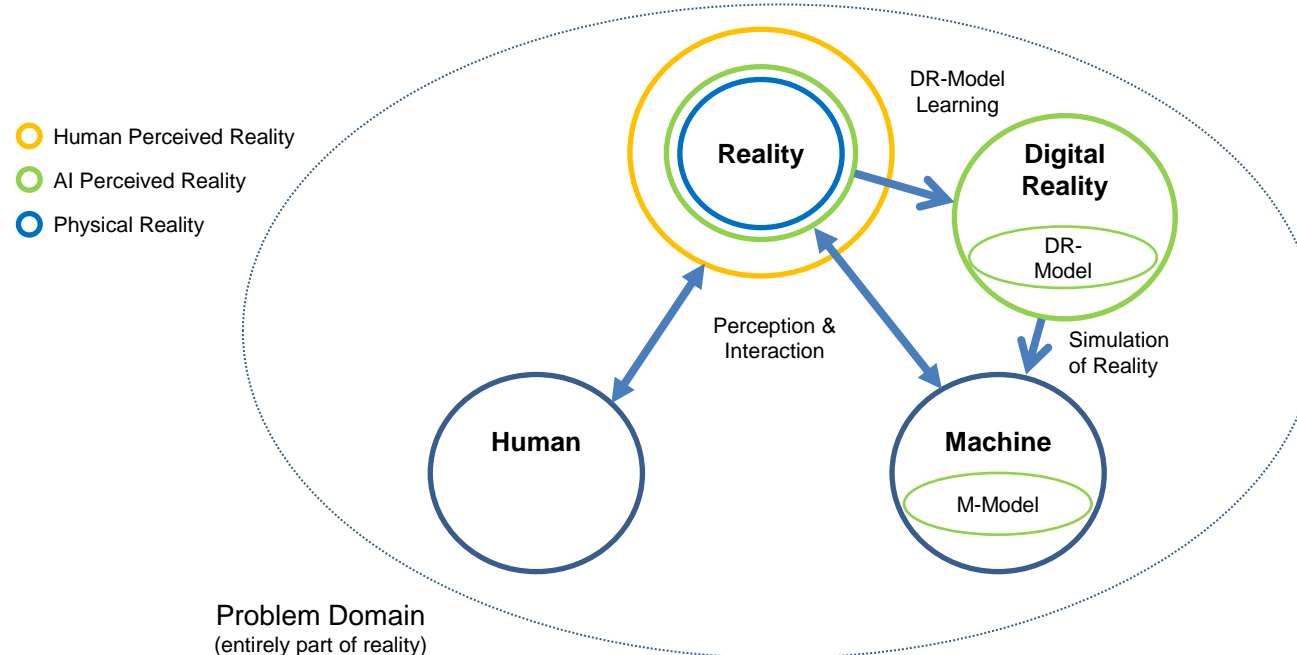 Human Perceived Reality
AI Perceived Reality
Physical Reality
Reality
DR-Model
Learning
Digital
Reality
DR-
Model
Perception &
Interaction
Simulation
of Reality
Human
Machine
M-Model
Problem Domain
(entirely part of reality)